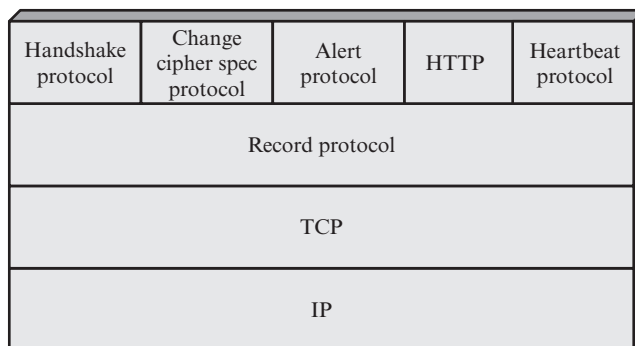 Handshake
protocol
Change
cipher spec
protocol
Alert
protocol
HTTP
Heartbeat
protocol
Record protocol
TCP
IP